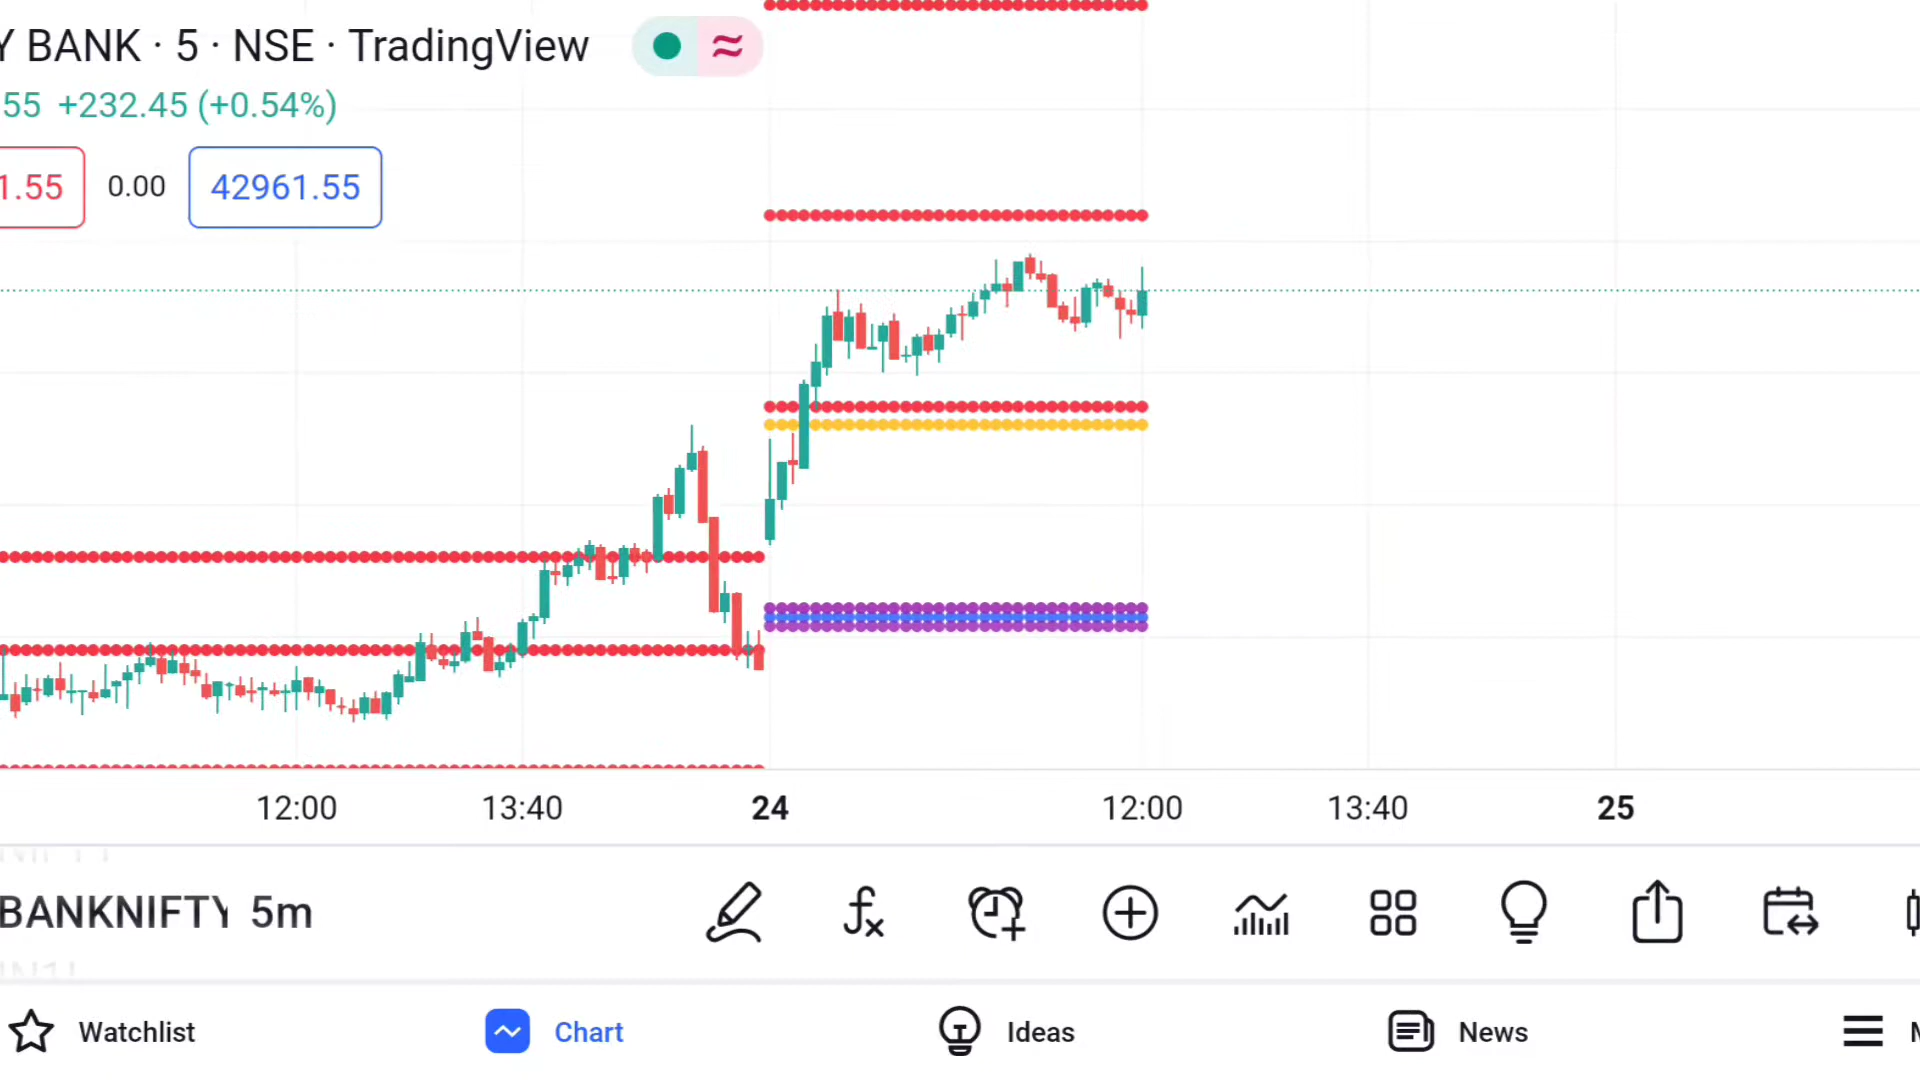 Y BANK · 5 · NSE · TradingView
55 +232.45 (+0.54%)
1.55 0.00 42961.55
12:00 13:40 24 12:00 13:40 25
BANKNIFTY 5m
Watchlist Chart Ideas News